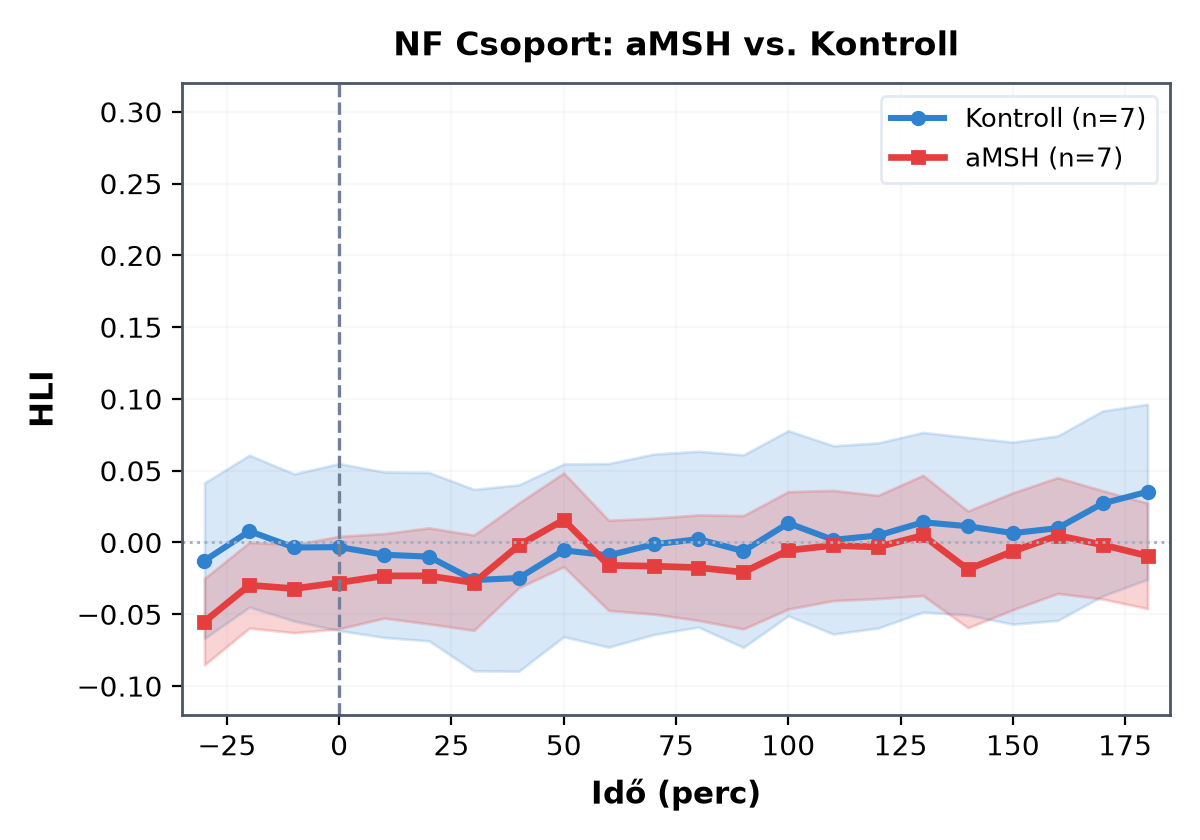 NF Csoport: aMSH vs. Kontroll
Kontroll (n=7)
aMSH (n=7)
HLI
0.30
0.25
0.20
0.15
0.10
0.05
0.00
−0.05
−0.10
−25 0 25 50 75 100 125 150 175
Idő (perc)